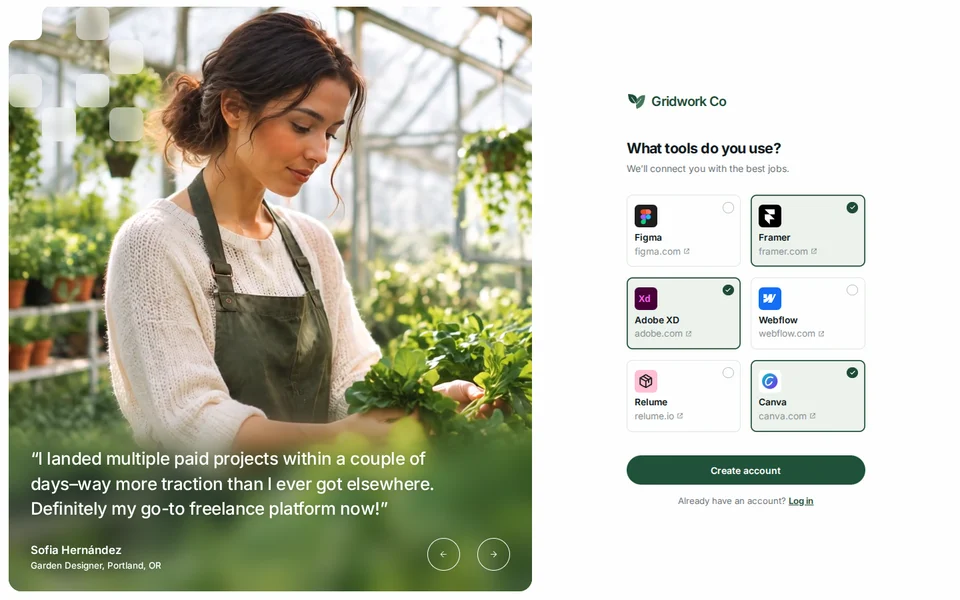 “I landed multiple paid projects within a couple of
days–way more traction than I ever got elsewhere.
Definitely my go-to freelance platform now!”
Sofia Hernández
Garden Designer, Portland, OR
Gridwork Co
What tools do you use?
We’ll connect you with the best jobs.
Figma
figma.com
Framer
framer.com
Xd
Adobe XD
adobe.com
Webflow
webflow.com
Relume
relume.io
Canva
canva.com
Create account
Already have an account? Log in